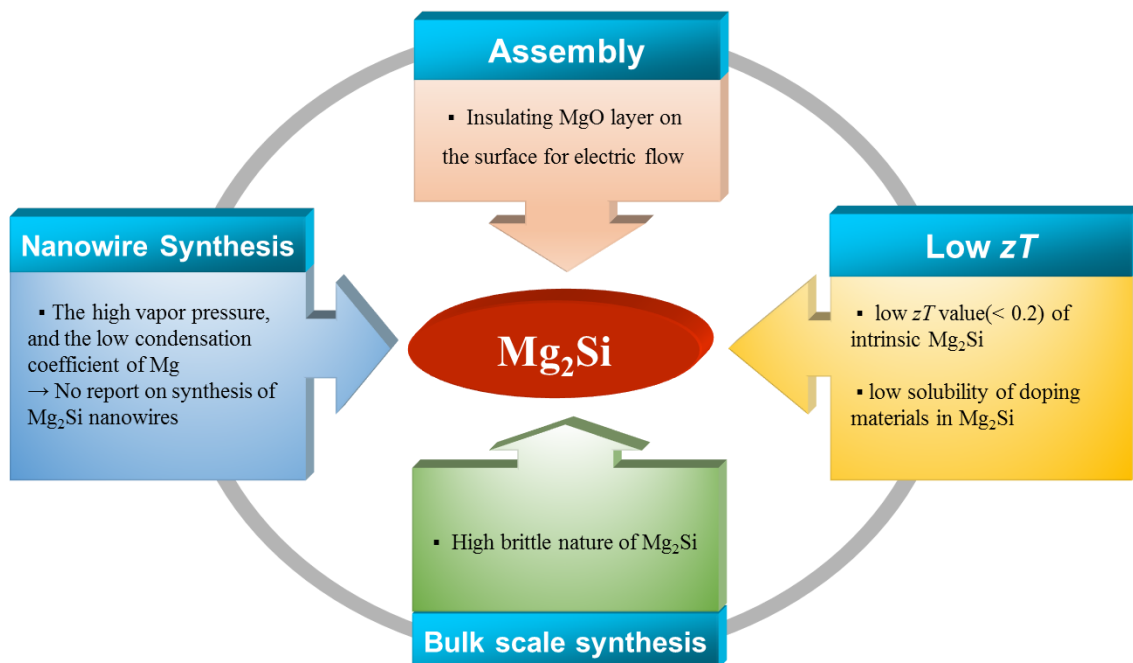 Assembly
▪ Insulating MgO layer on
the surface for electric flow
Nanowire Synthesis
▪ The high vapor pressure,
and the low condensation
coefficient of Mg
→ No report on synthesis of
Mg₂Si nanowires
Low zT
▪ low zT value(< 0.2) of
intrinsic Mg₂Si
▪ low solubility of doping
materials in Mg₂Si
Mg₂Si
▪ High brittle nature of Mg₂Si
Bulk scale synthesis